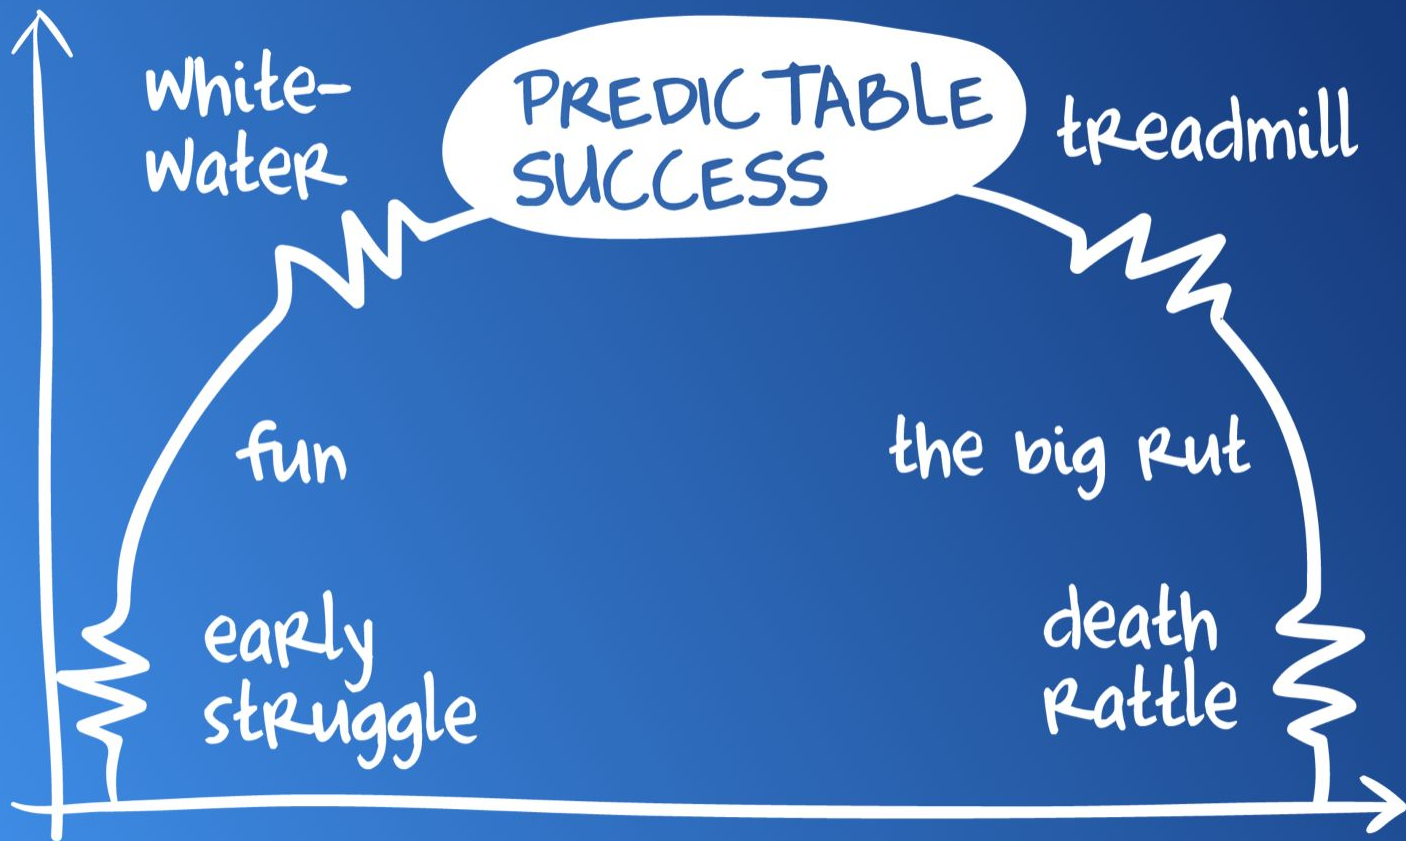 white-
water
PREDICTABLE
SUCCESS
treadmill
fun
the big rut
early
struggle
death
rattle